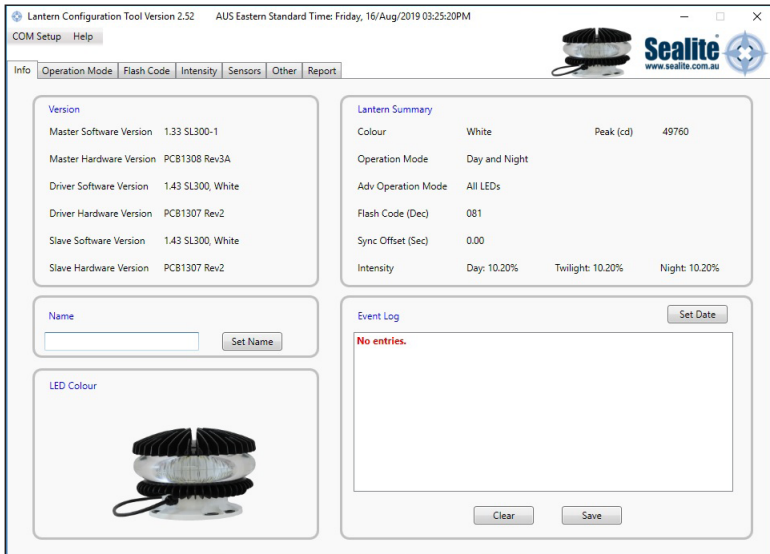 Lantern Configuration Tool Version 2.52 AUS Eastern Standard Time: Friday, 16/Aug/2019 03:25:20PM
COM Setup Help
Sealite
www.sealite.com.au
Info Operation Mode Flash Code Intensity Sensors Other Report
Version
Master Software Version 1.33 SL300-1
Master Hardware Version PCB1308 Rev3A
Driver Software Version 1.43 SL300, White
Driver Hardware Version PCB1307 Rev2
Slave Software Version 1.43 SL300, White
Slave Hardware Version PCB1307 Rev2
Lantern Summary
Colour White Peak (cd) 49760
Operation Mode Day and Night
Adv Operation Mode All LEDs
Flash Code (Dec) 081
Sync Offset (Sec) 0.00
Intensity Day: 10.20% Twilight: 10.20% Night: 10.20%
Name
Set Name
LED Colour
Event Log Set Date
No entries.
Clear Save